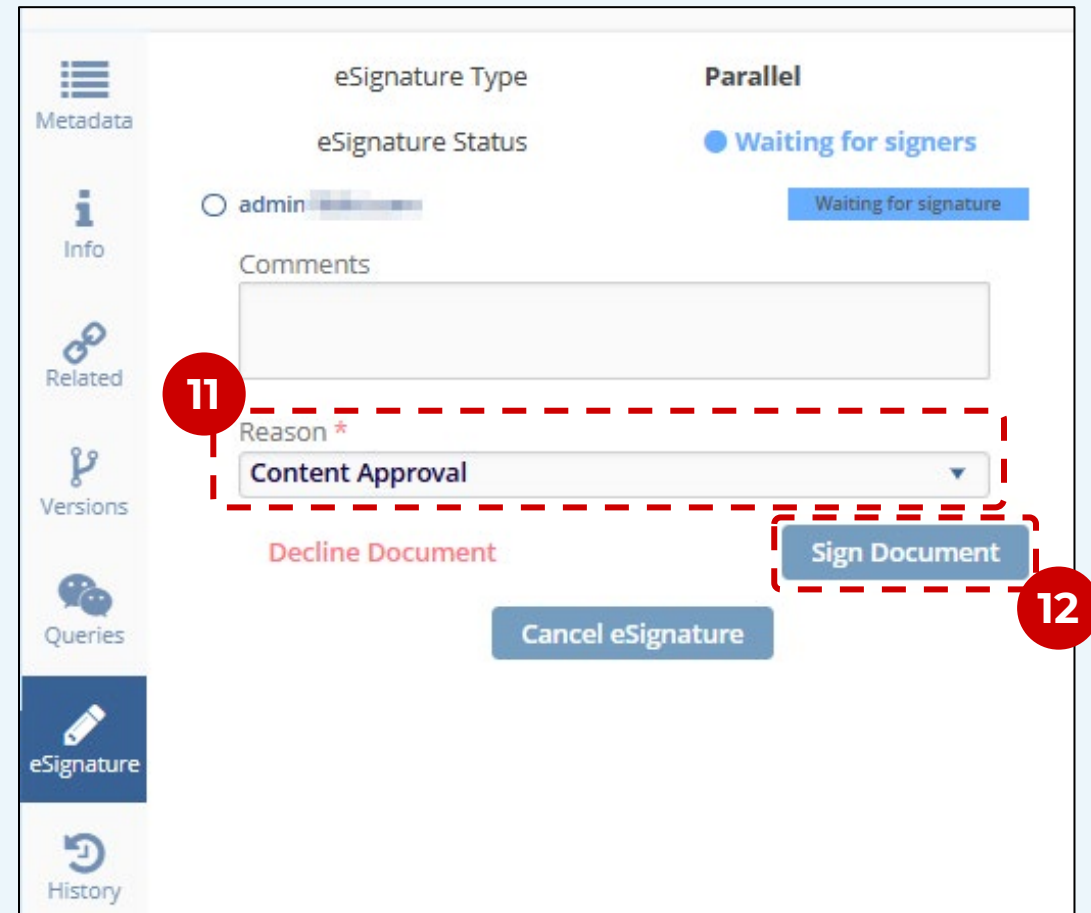 Metadata
Info
Related
Versions
Queries
eSignature
History
eSignature Type Parallel
eSignature Status Waiting for signers
admin Waiting for signature
Comments
11
Reason *
Content Approval
Decline Document Sign Document
12
Cancel eSignature